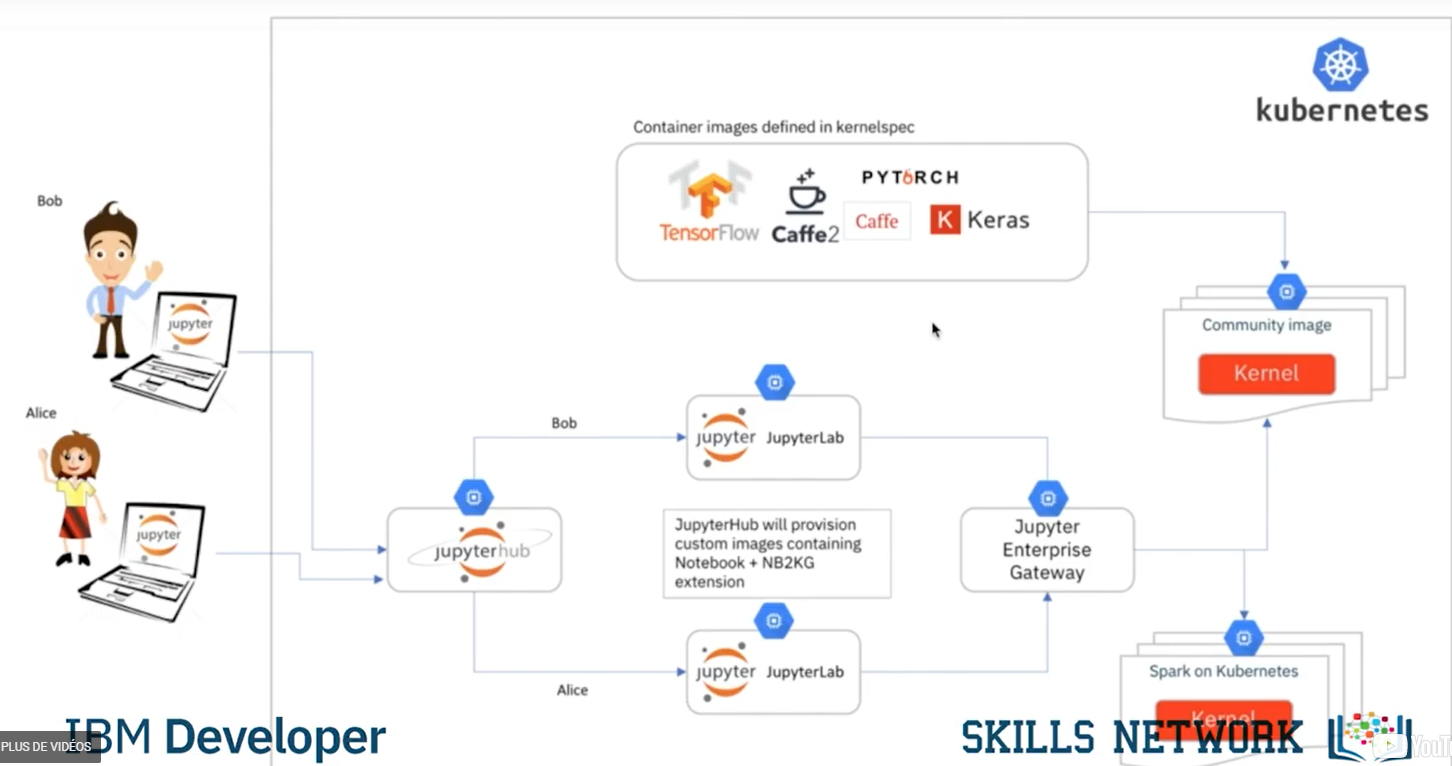 kubernetes
Container images defined in kernelspec
TensorFlow
Caffe2
PYTORCH
Caffe
K Keras
Bob
jupyter
Community image
Kernel
Alice
jupyter
Bob
jupyter JupyterLab
jupyterhub
JupyterHub will provision
custom images containing
Notebook + NB2KG
extension
Jupyter
Enterprise
Gateway
jupyter JupyterLab
Alice
Spark on Kubernetes
Kernel
IBM Developer
PLUS DE VIDÉOS
SKILLS NETWORK